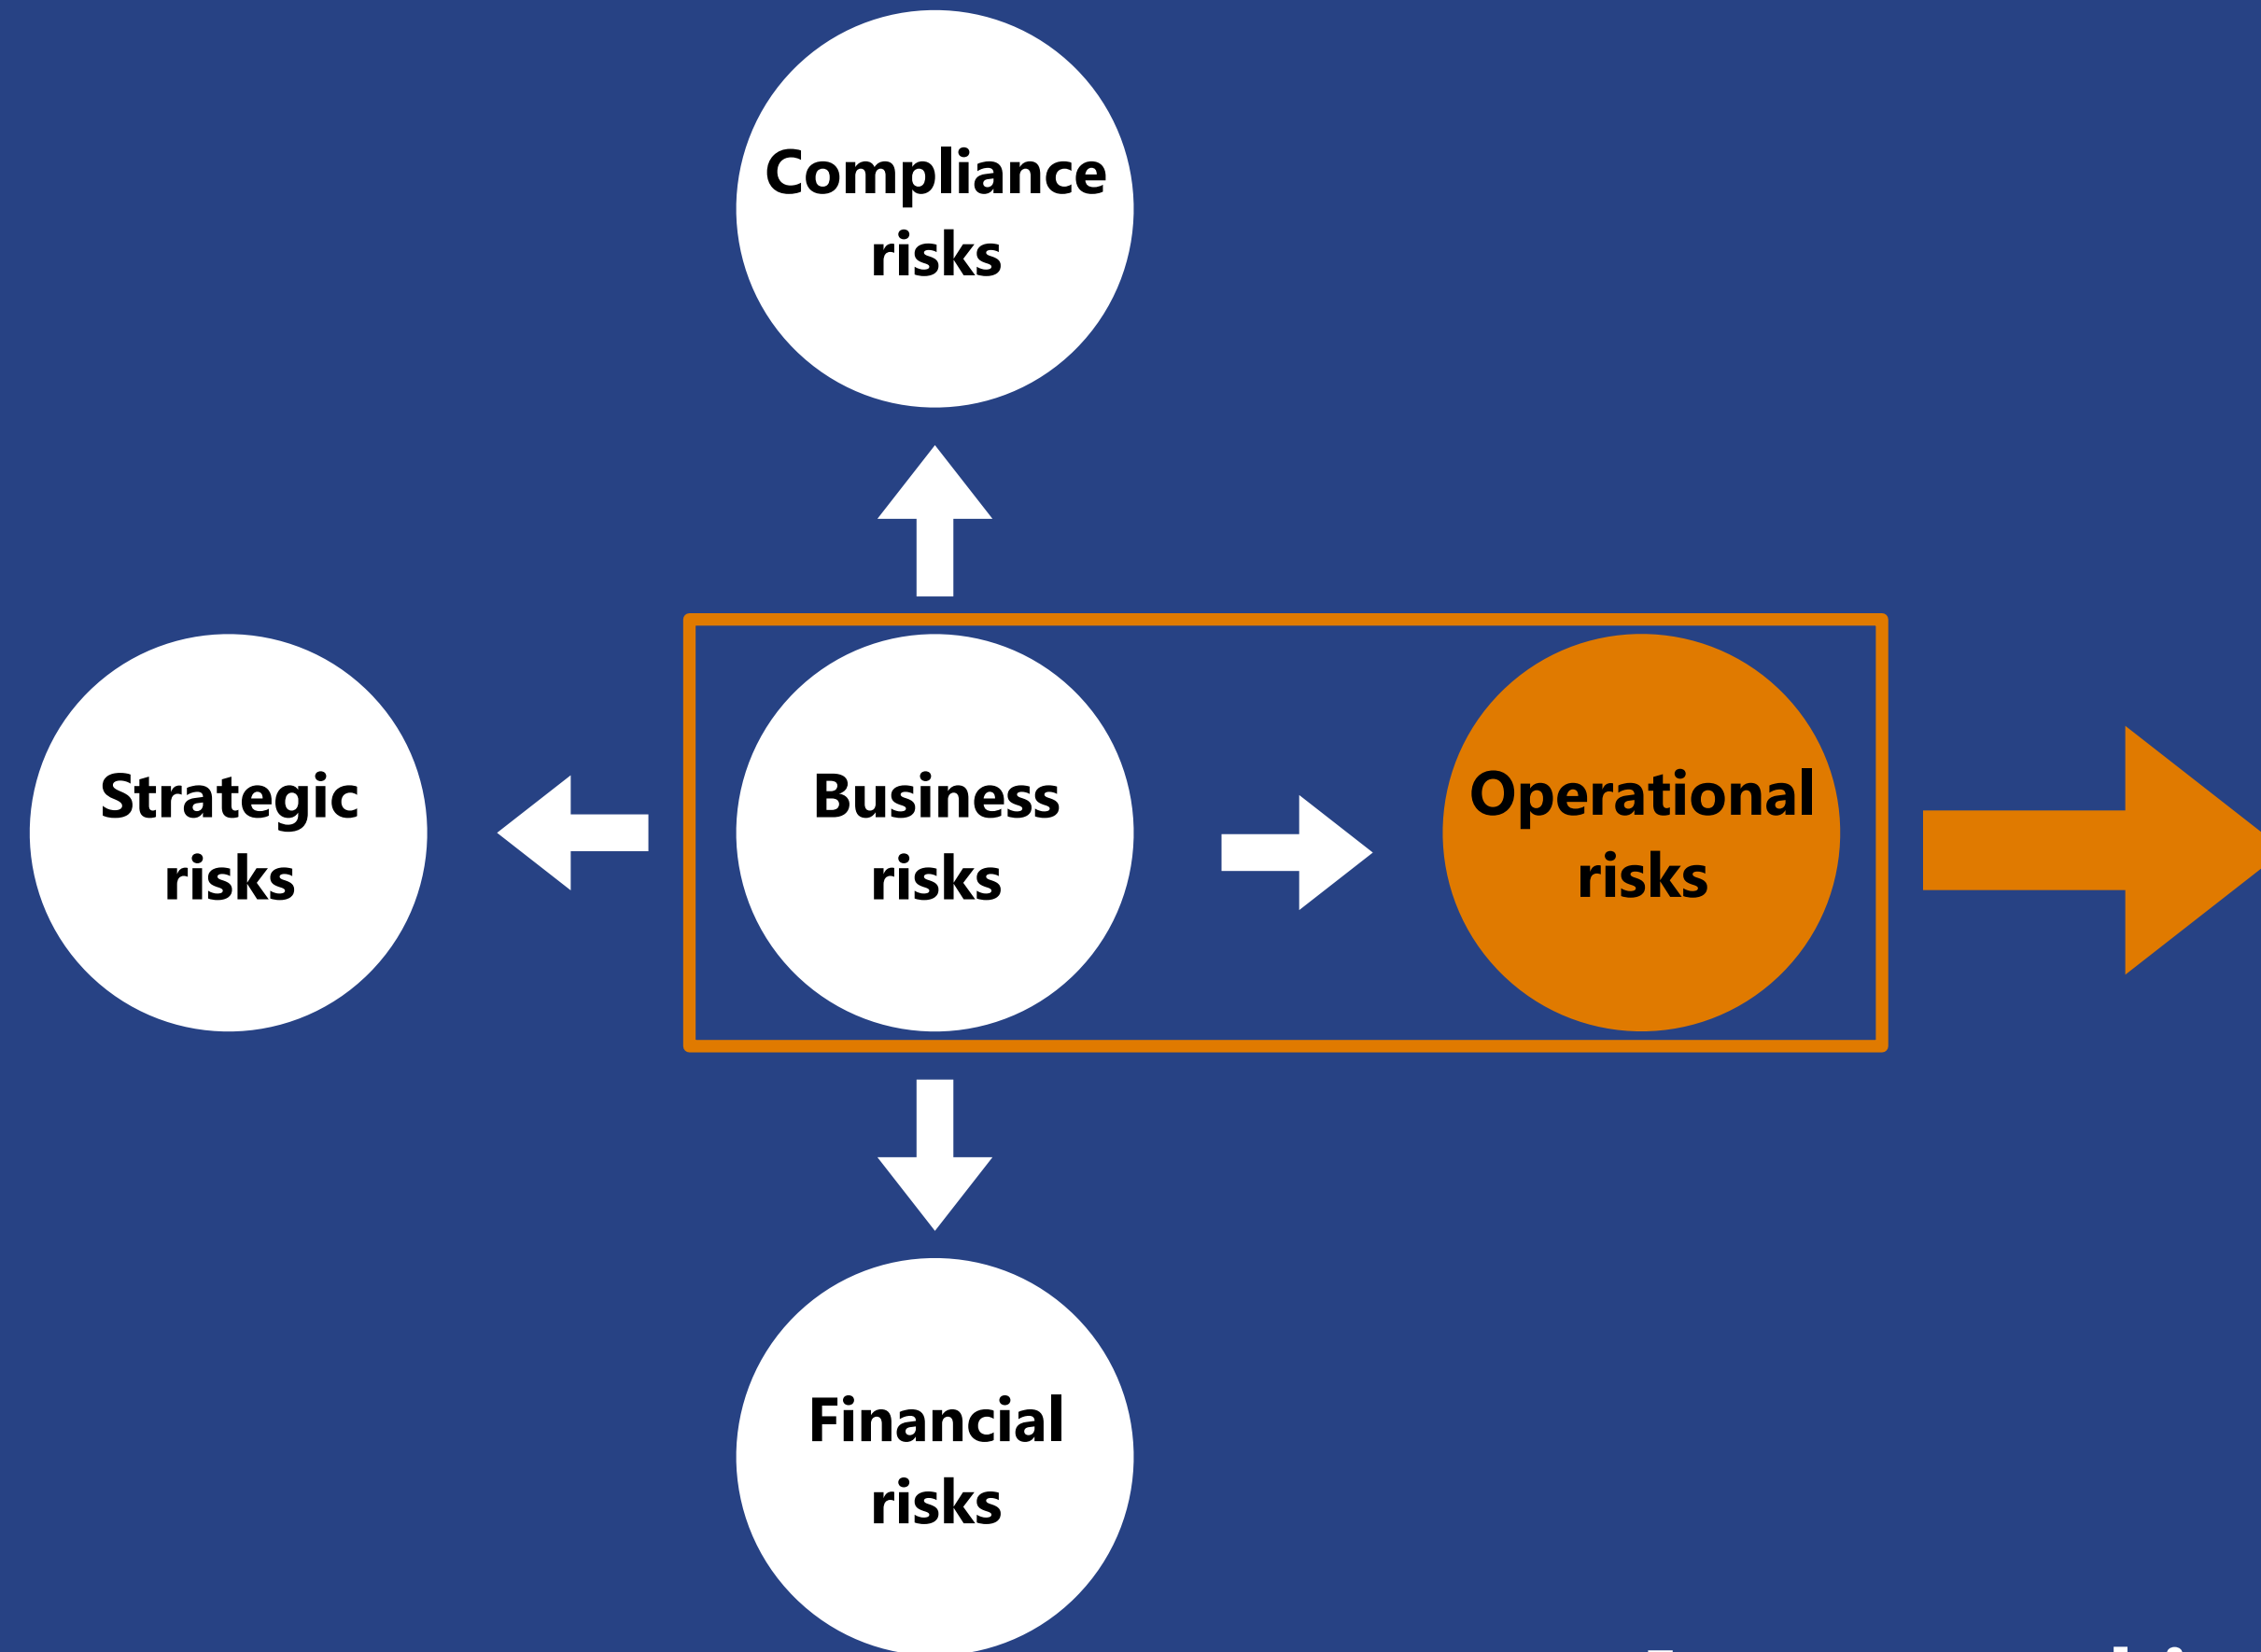 Compliance
risks
Strategic
risks
Business
risks
Operational
risks
Financial
risks